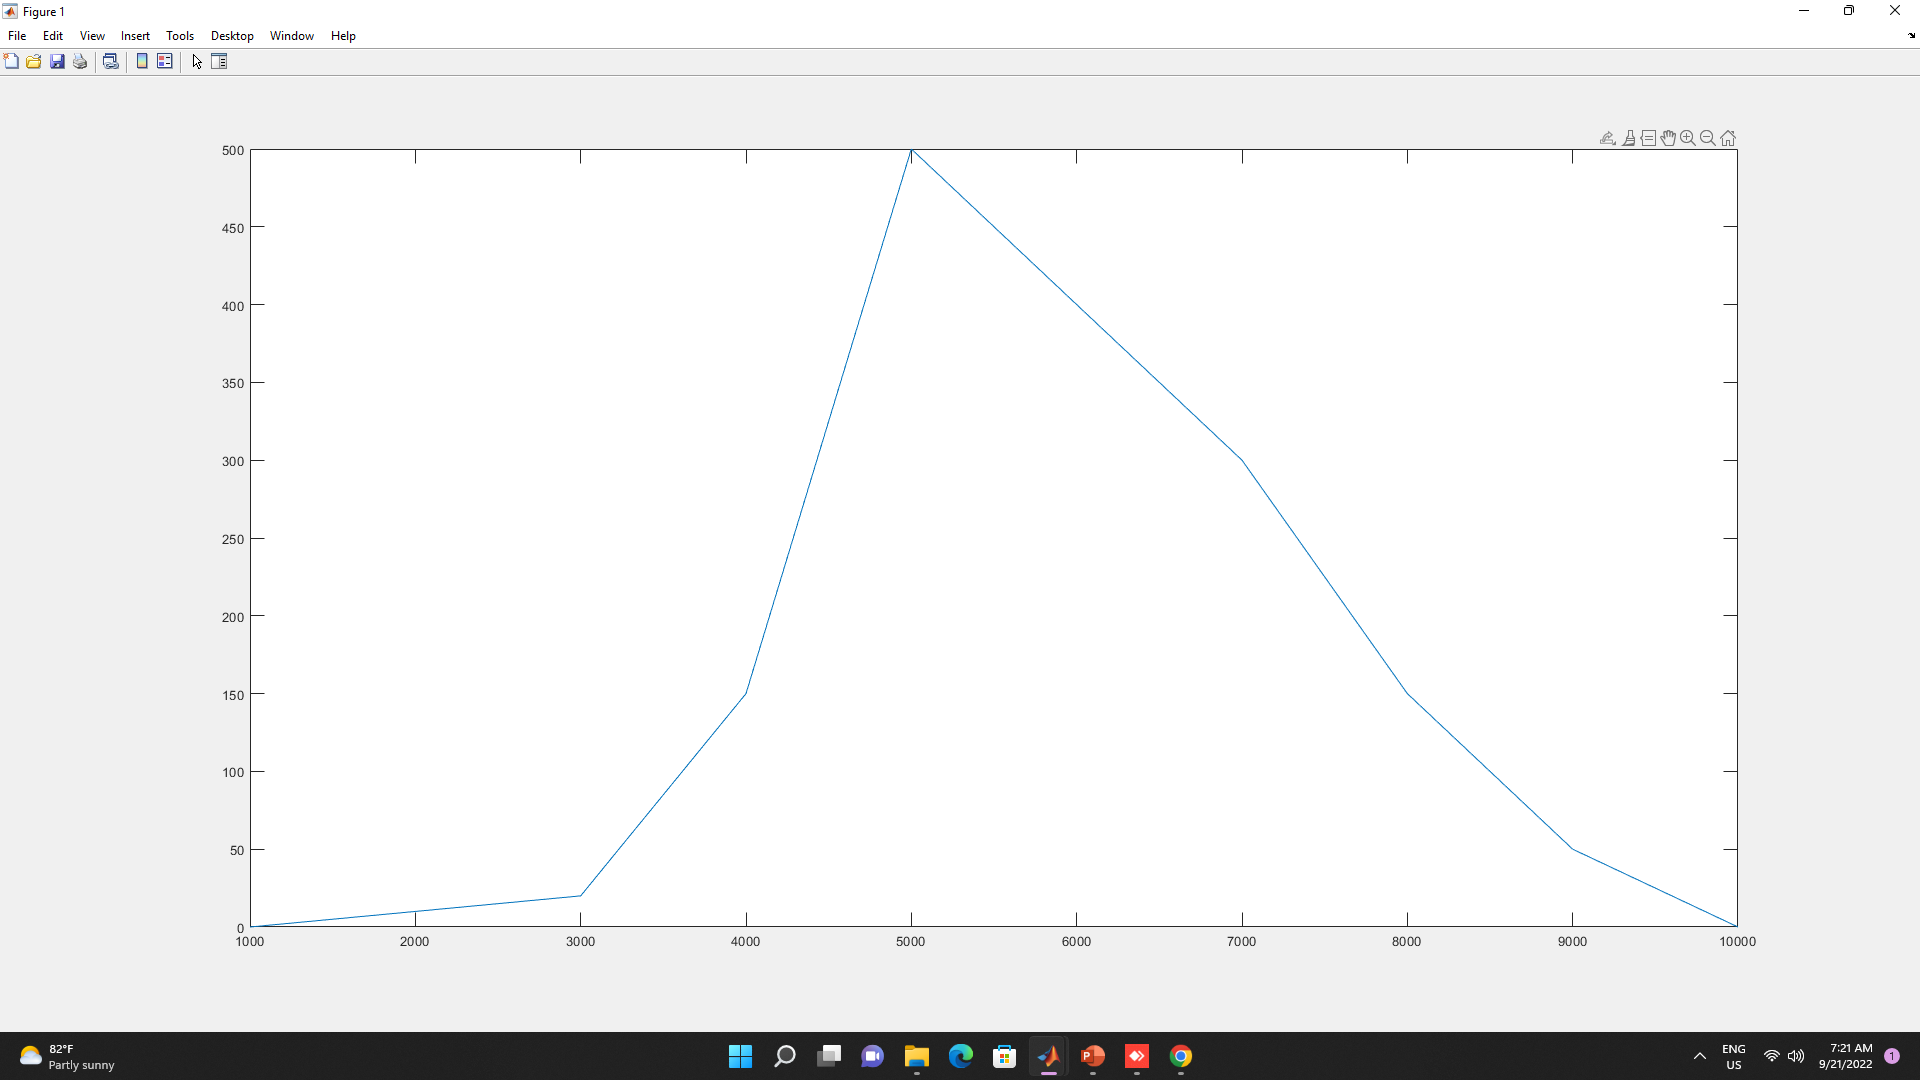 Figure 1
File Edit View Insert Tools Desktop Window Help
500
450
400
350
300
250
200
150
100
50
0
1000 2000 3000 4000 5000 6000 7000 8000 9000 10000
82°F
Partly sunny
P
ENG
US
7:21 AM
9/21/2022
1